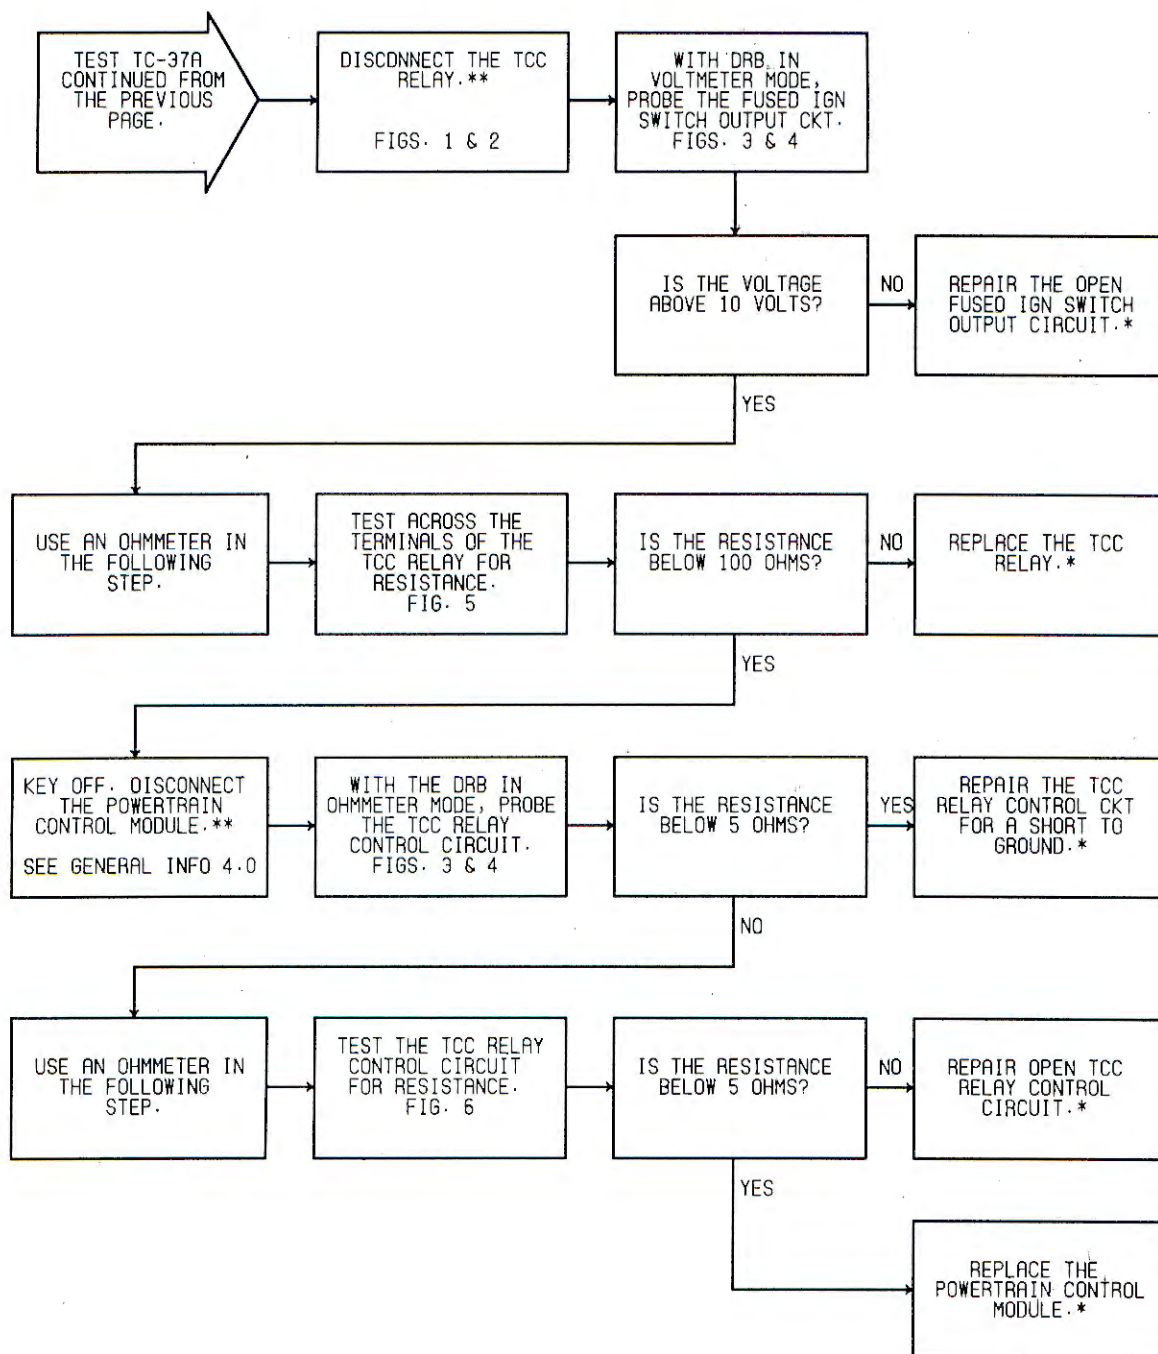 TEST TC-37A
CONTINUED FROM
THE PREVIOUS
PAGE.
DISCONNECT THE TCC
RELAY.**
FIGS. 1 & 2
WITH DRB IN
VOLTMETER MODE,
PROBE THE FUSED IGN
SWITCH OUTPUT CKT.
FIGS. 3 & 4
IS THE VOLTAGE
ABOVE 10 VOLTS?
NO
REPAIR THE OPEN
FUSED IGN SWITCH
OUTPUT CIRCUIT.*
YES
USE AN OHMMETER IN
THE FOLLOWING
STEP.
TEST ACROSS THE
TERMINALS OF THE
TCC RELAY FOR
RESISTANCE.
FIG. 5
IS THE RESISTANCE
BELOW 100 OHMS?
NO
REPLACE THE TCC
RELAY.*
YES
KEY OFF. DISCONNECT
THE POWERTRAIN
CONTROL MODULE.**
SEE GENERAL INFO 4.0
WITH THE DRB IN
OHMMETER MODE, PROBE
THE TCC RELAY
CONTROL CIRCUIT.
FIGS. 3 & 4
IS THE RESISTANCE
BELOW 5 OHMS?
YES
REPAIR THE TCC
RELAY CONTROL CKT
FOR A SHORT TO
GROUND.*
NO
USE AN OHMMETER IN
THE FOLLOWING
STEP.
TEST THE TCC RELAY
CONTROL CIRCUIT
FOR RESISTANCE.
FIG. 6
IS THE RESISTANCE
BELOW 5 OHMS?
NO
REPAIR OPEN TCC
RELAY CONTROL
CIRCUIT.*
YES
REPLACE THE
POWERTRAIN CONTROL
MODULE.*